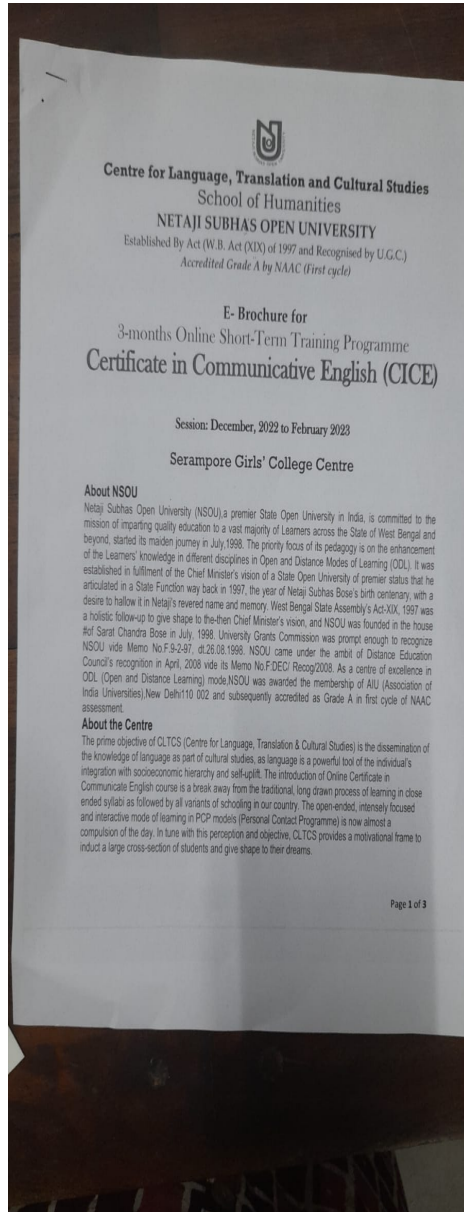 Centre for Language, Translation and Cultural Studies
School of Humanities
NETAJI SUBHAS OPEN UNIVERSITY
Established By Act (W.B. Act (XIX) of 1997 and Recognised by U.G.C.)
Accredited Grade A by NAAC (First cycle)
E- Brochure for
3-months Online Short-Term Training Programme
Certificate in Communicative English (CICE)
Session: December, 2022 to February 2023
Serampore Girls' College Centre
About NSOU
Netaji Subhas Open University (NSOU),a premier State Open University in India, is committed to the
mission of imparting quality education to a vast majority of Learners across the State of West Bengal and
beyond, started its maiden journey in July,1998. The priority focus of its pedagogy is on the enhancement
of the Learners' knowledge in different disciplines in Open and Distance Modes of Learning (ODL). It was
established in fulfilment of the Chief Minister's vision of a State Open University of premier status that he
articulated in a State Function way back in 1997, the year of Netaji Subhas Bose's birth centenary, with a
desire to hallow it in Netaji's revered name and memory. West Bengal State Assembly's Act-XIX, 1997 was
a holistic follow-up to give shape to the-then Chief Minister's vision, and NSOU was founded in the house
#of Sarat Chandra Bose in July, 1998. University Grants Commission was prompt enough to recognize
NSOU vide Memo No.F.9-2-97, dt.26.08.1998. NSOU came under the ambit of Distance Education
Council's recognition in April, 2008 vide its Memo No.F:DEC/ Recog/2008. As a centre of excellence in
ODL (Open and Distance Learning) mode,NSOU was awarded the membership of AIU (Association of
India Universities),New Delhi110 002 and subsequently accredited as Grade A in first cycle of NAAC
assessment.
About the Centre
The prime objective of CLTCS (Centre for Language, Translation & Cultural Studies) is the dissemination of
the knowledge of language as part of cultural studies, as language is a powerful tool of the individual's
integration with socioeconomic hierarchy and self-uplift. The introduction of Online Certificate in
Communicate English course is a break away from the traditional, long drawn process of learning in close
ended syllabi as followed by all variants of schooling in our country. The open-ended, intensely focused
and interactive mode of learning in PCP models (Personal Contact Programme) is now almost a
compulsion of the day. In tune with this perception and objective, CLTCS provides a motivational frame to
induct a large cross-section of students and give shape to their dreams.
Page 1 of 3